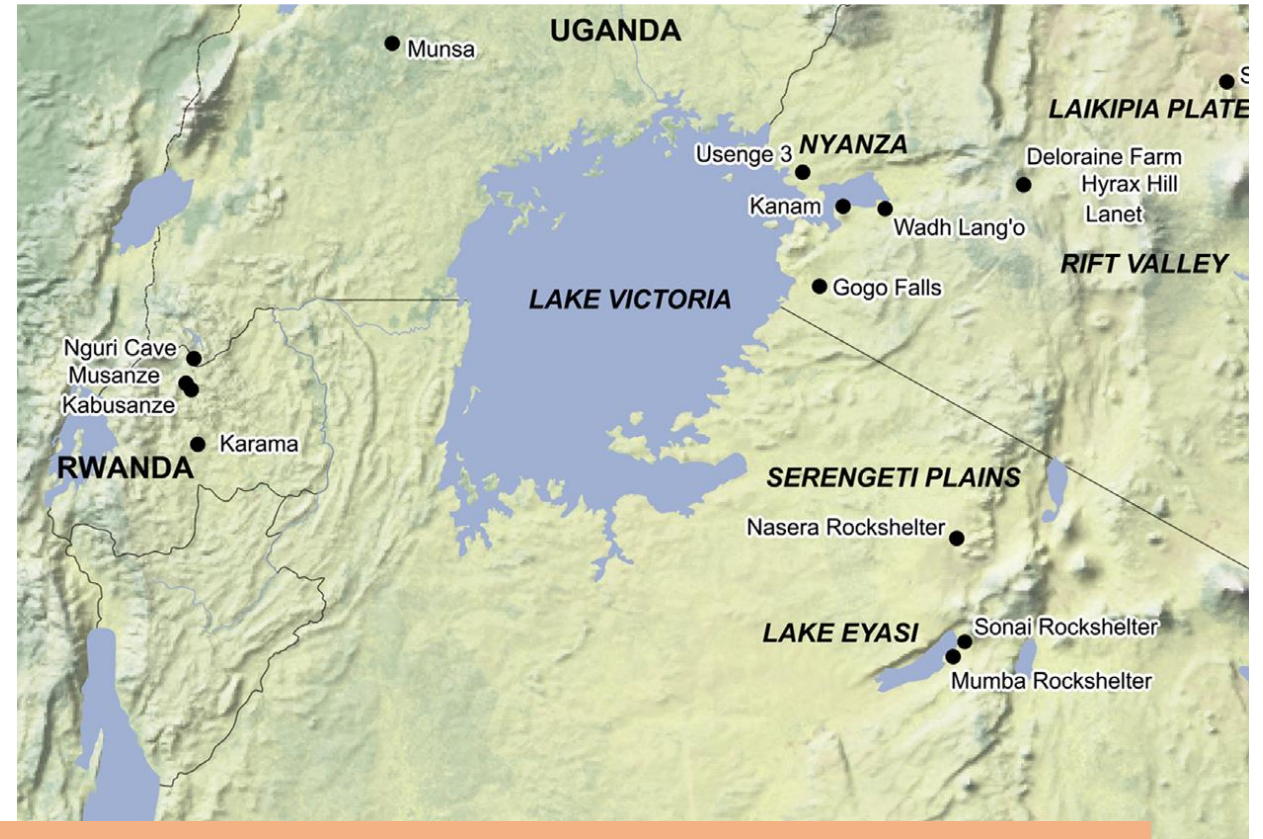 UGANDA
Munsa
LAIKIPIA PLATE
NYANZA
Usenge 3
Deloraine Farm
Hyrax Hill
Lanet
Kanam
Wadh Lang'o
RIFT VALLEY
Gogo Falls
LAKE VICTORIA
Nguri Cave
Musanze
Kabusanze
Karama
RWANDA
SERENGETI PLAINS
Nasera Rockshelter
LAKE EYASI
Sonai Rockshelter
Mumba Rockshelter